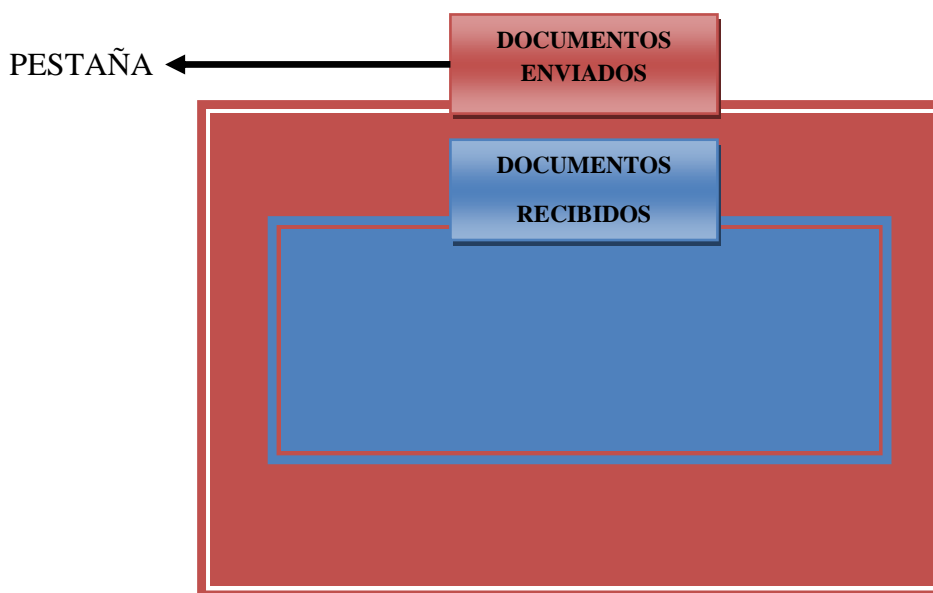 DOCUMENTOS
ENVIADOS
PESTAÑA
DOCUMENTOS
RECIBIDOS